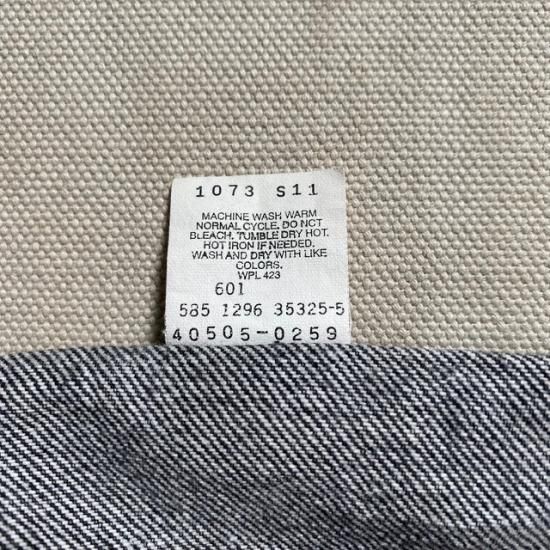 1073 S11
MACHINE WASH WARM
NORMAL CYCLE. DO NOT
BLEACH. TUMBLE DRY HOT.
HOT IRON IF NEEDED.
WASH AND DRY WITH LIKE
COLORS.
WPL 423
601
585 1296 35325-5
40505-0259